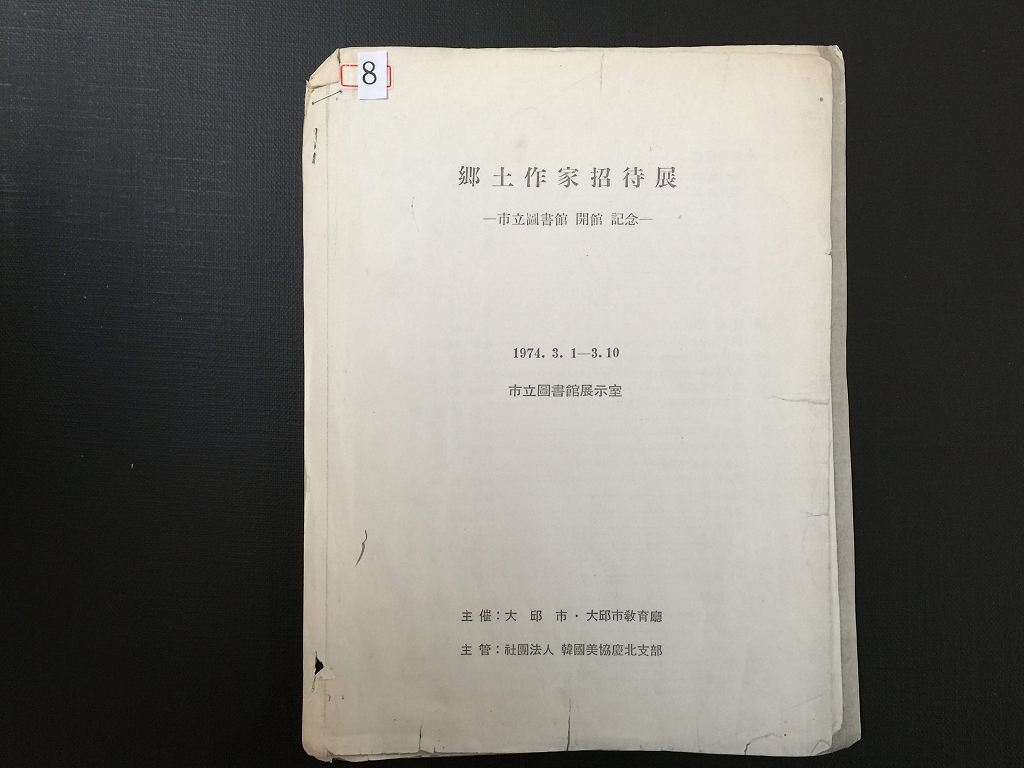 8
鄕土作家招待展
—市立圖書館 開館 記念—
1974. 3. 1—3. 10
市立圖書館展示室
主 催 : 大 邱 市 · 大邱市敎育廳
主 管 : 社團法人 韓國美協慶北支部